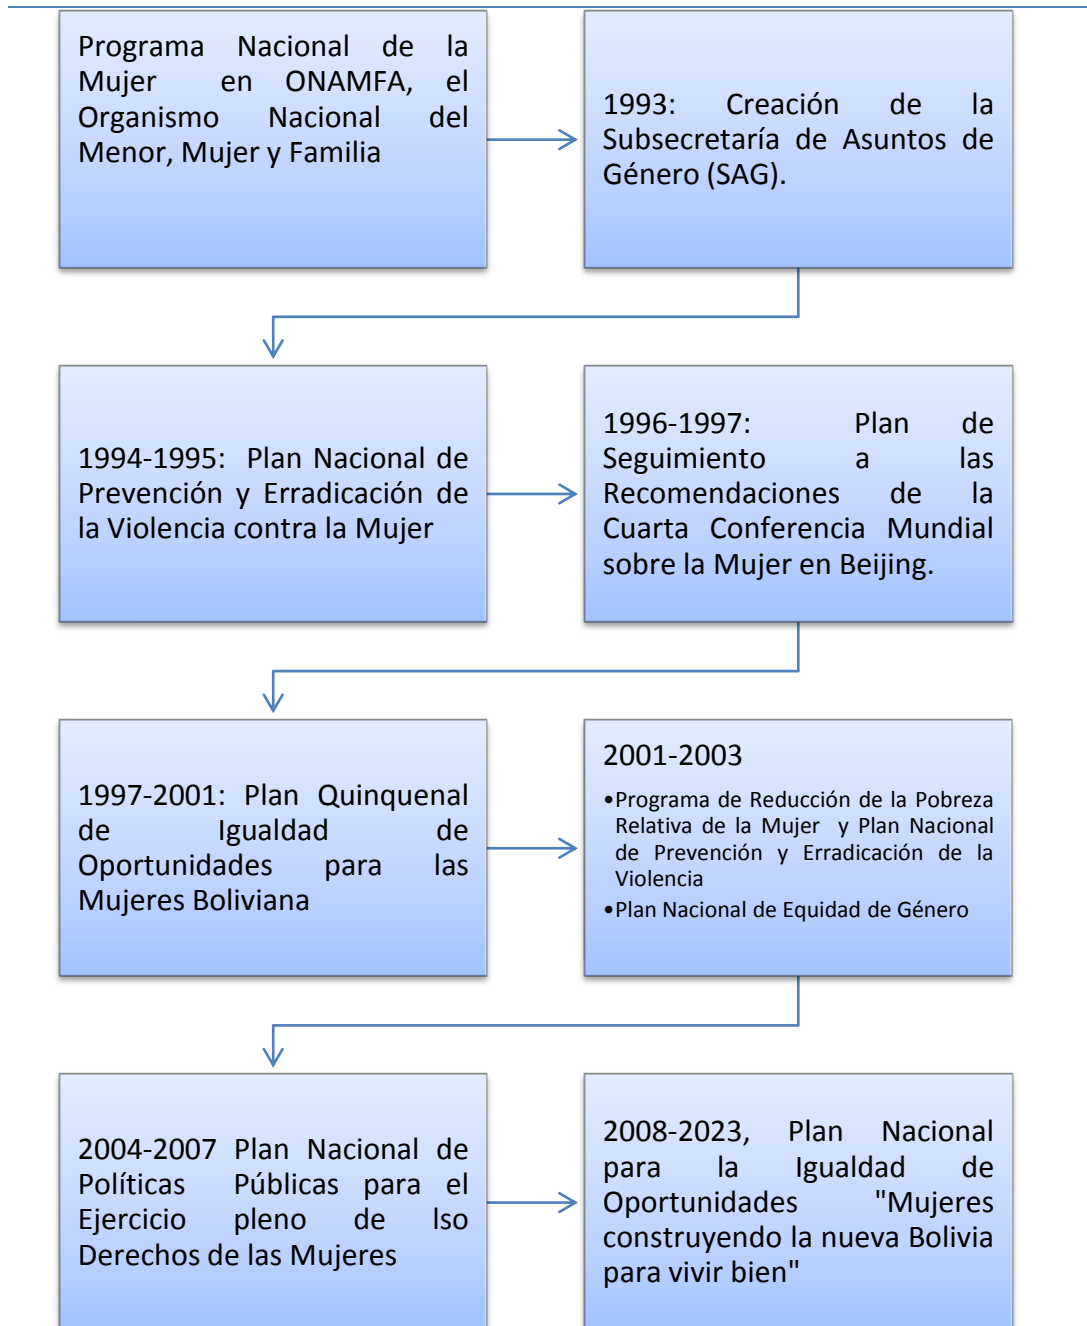 Programa Nacional de la
Mujer en ONAMFA, el
Organismo Nacional del
Menor, Mujer y Familia
1993: Creación de la
Subsecretaría de Asuntos de
Género (SAG).
1994-1995: Plan Nacional de
Prevención y Erradicación de
la Violencia contra la Mujer
1996-1997: Plan de
Seguimiento a las
Recomendaciones de la
Cuarta Conferencia Mundial
sobre la Mujer en Beijing.
1997-2001: Plan Quinquenal
de Igualdad de
Oportunidades para las
Mujeres Boliviana
2001-2003
•Programa de Reducción de la Pobreza
Relativa de la Mujer y Plan Nacional
de Prevención y Erradicación de la
Violencia
•Plan Nacional de Equidad de Género
2004-2007 Plan Nacional de
Políticas Públicas para el
Ejercicio pleno de lso
Derechos de las Mujeres
2008-2023, Plan Nacional
para la Igualdad de
Oportunidades "Mujeres
construyendo la nueva Bolivia
para vivir bien"